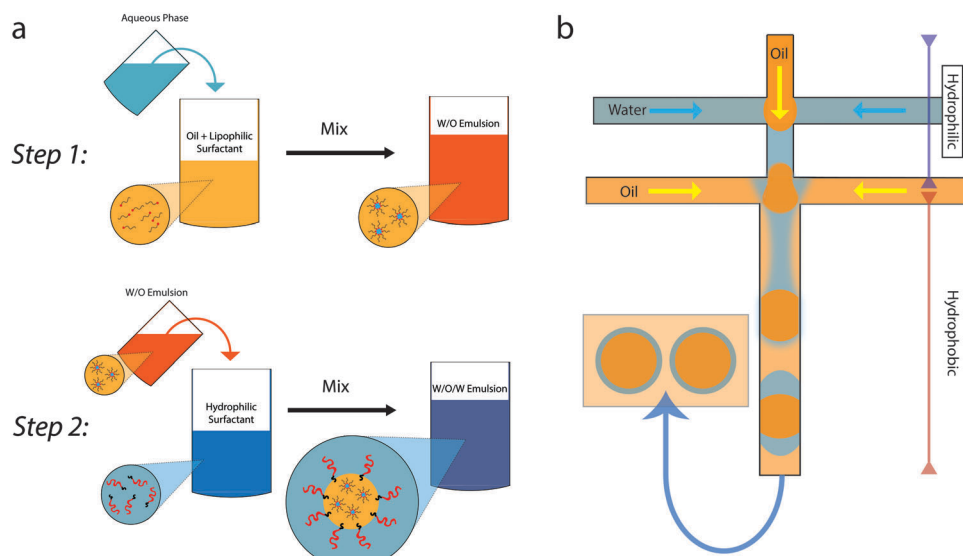 a
Aqueous Phase
Step 1:
Oil + Lipophilic
Surfactant
Mix
W/O Emulsion
W/O Emulsion
Step 2:
Hydrophilic
Surfactant
Mix
W/O/W Emulsion
b
Oil
Water
Hydrophilic
Oil
Hydrophobic